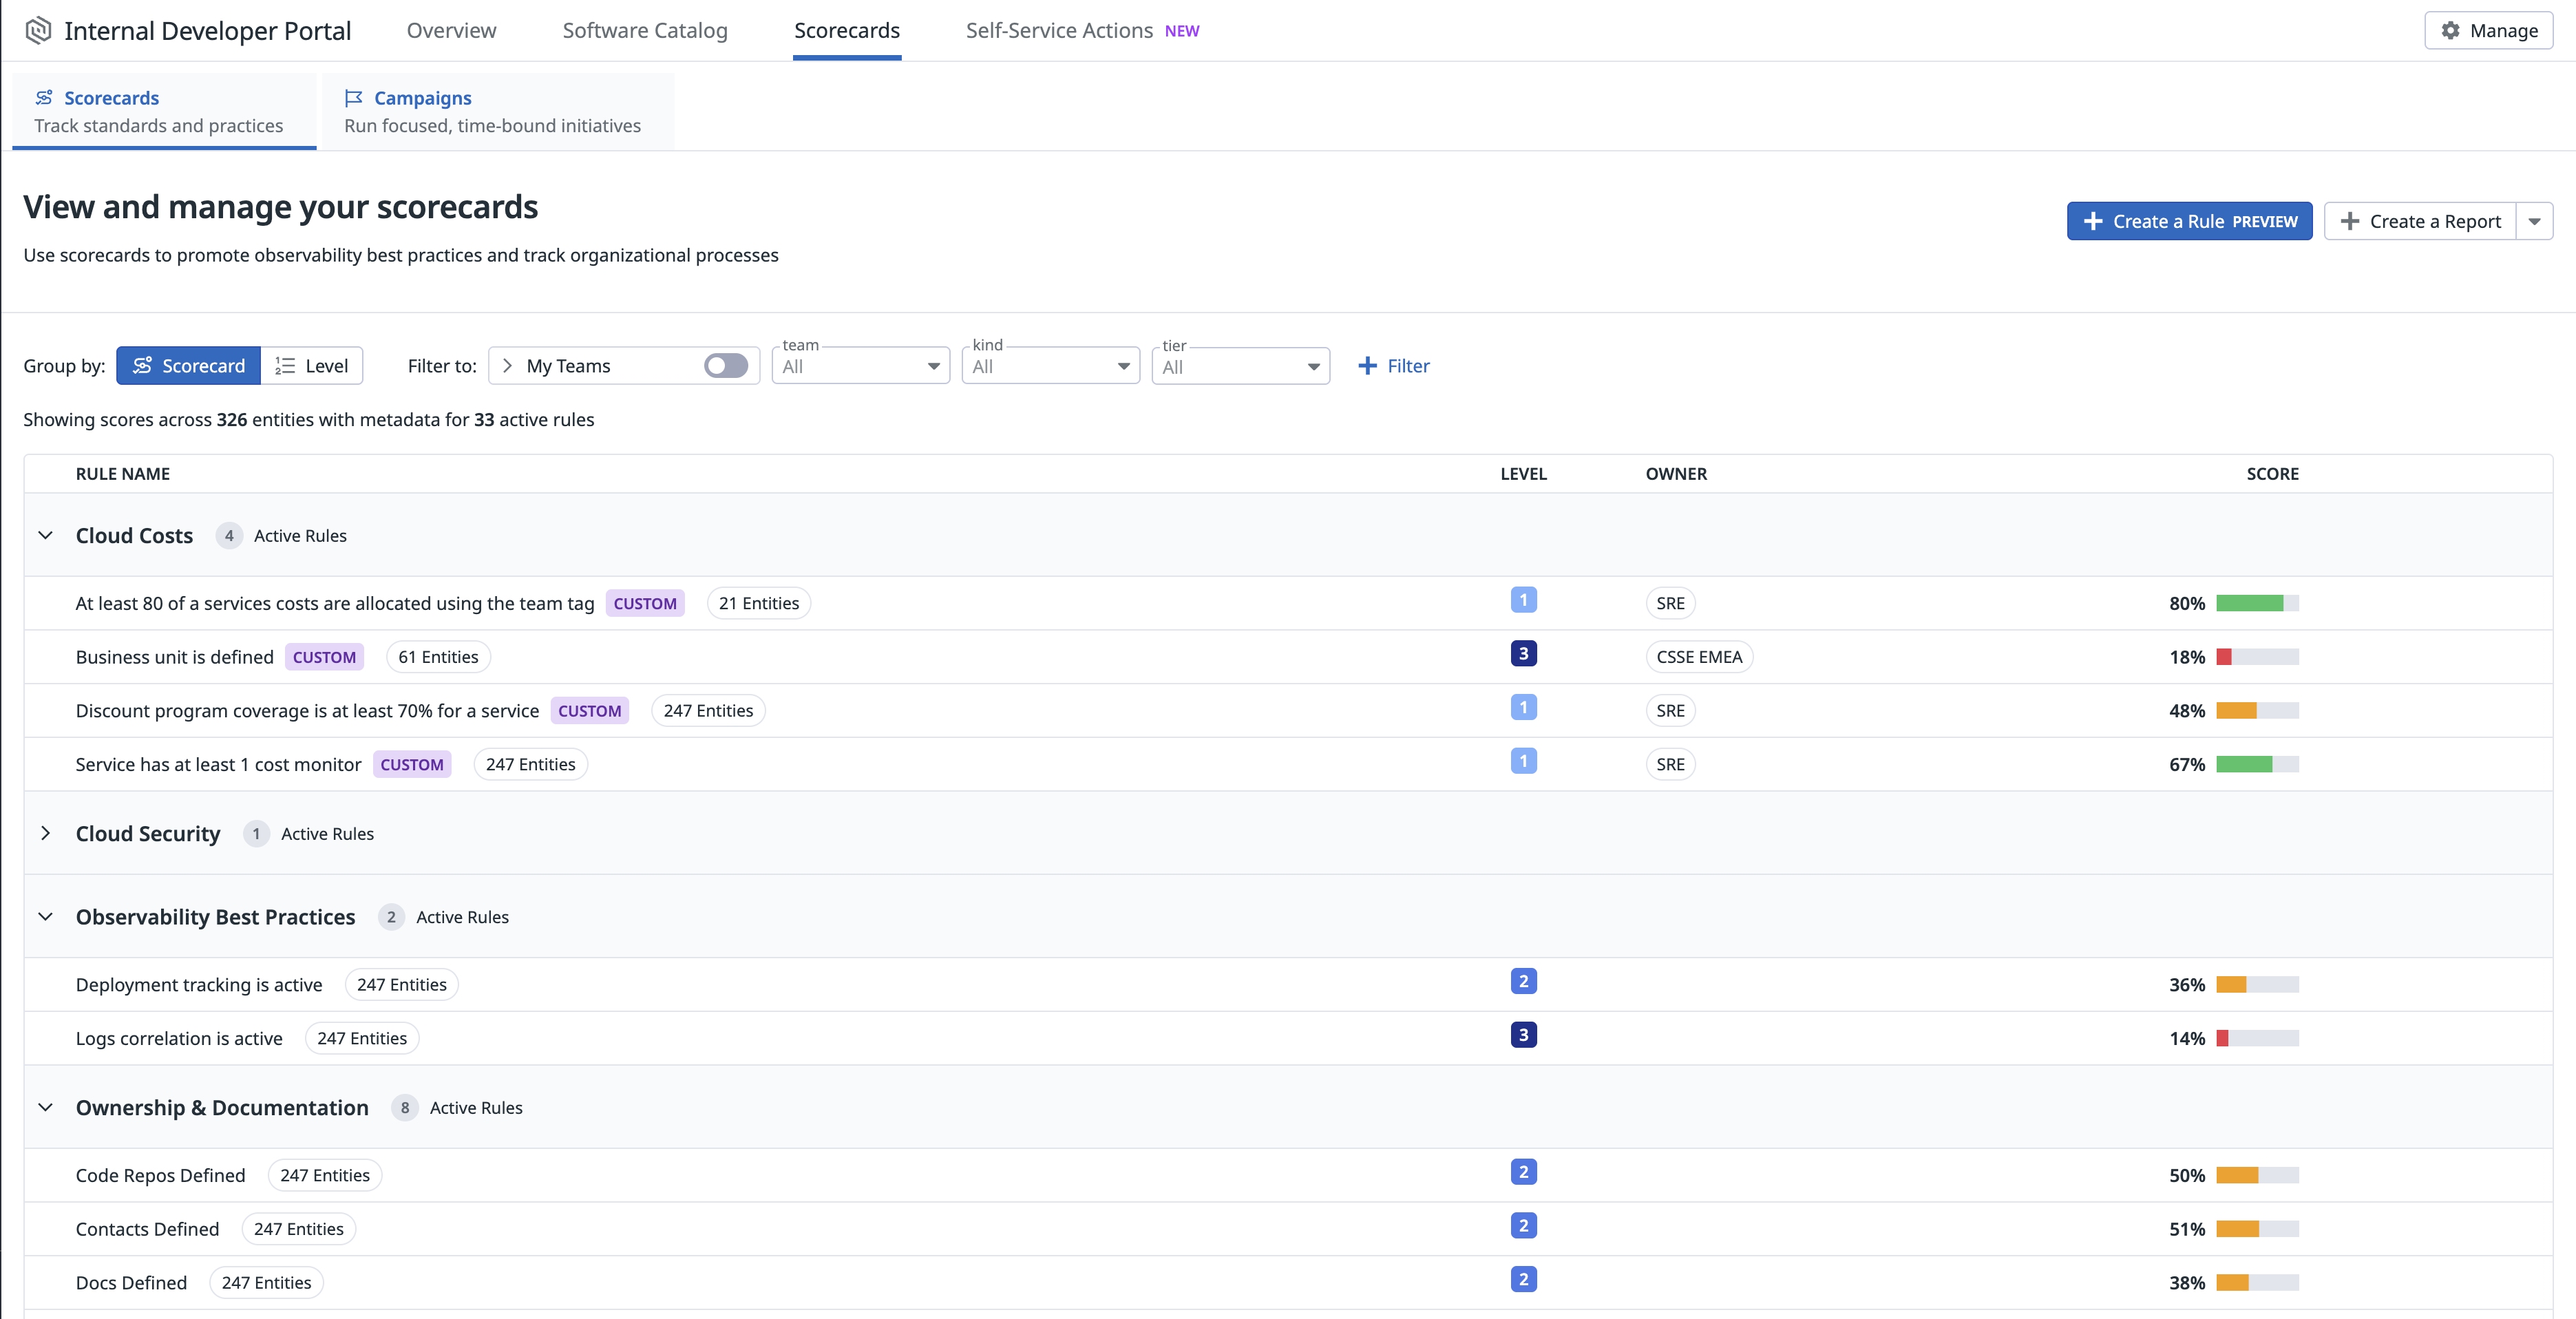 Internal Developer Portal Overview Software Catalog Scorecards Self-Service Actions NEW Manage
Scorecards
Track standards and practices
Campaigns
Run focused, time-bound initiatives
View and manage your scorecards
Use scorecards to promote observability best practices and track organizational processes
Create a Rule PREVIEW Create a Report
Group by: Scorecard Level Filter to: My Teams team All kind All tier All Filter
Showing scores across 326 entities with metadata for 33 active rules
RULE NAME LEVEL OWNER SCORE
Cloud Costs 4 Active Rules
At least 80 of a services costs are allocated using the team tag CUSTOM 21 Entities 1 SRE 80%
Business unit is defined CUSTOM 61 Entities 3 CSSE EMEA 18%
Discount program coverage is at least 70% for a service CUSTOM 247 Entities 1 SRE 48%
Service has at least 1 cost monitor CUSTOM 247 Entities 1 SRE 67%
Cloud Security 1 Active Rules
Observability Best Practices 2 Active Rules
Deployment tracking is active 247 Entities 2 36%
Logs correlation is active 247 Entities 3 14%
Ownership & Documentation 8 Active Rules
Code Repos Defined 247 Entities 2 50%
Contacts Defined 247 Entities 2 51%
Docs Defined 247 Entities 2 38%